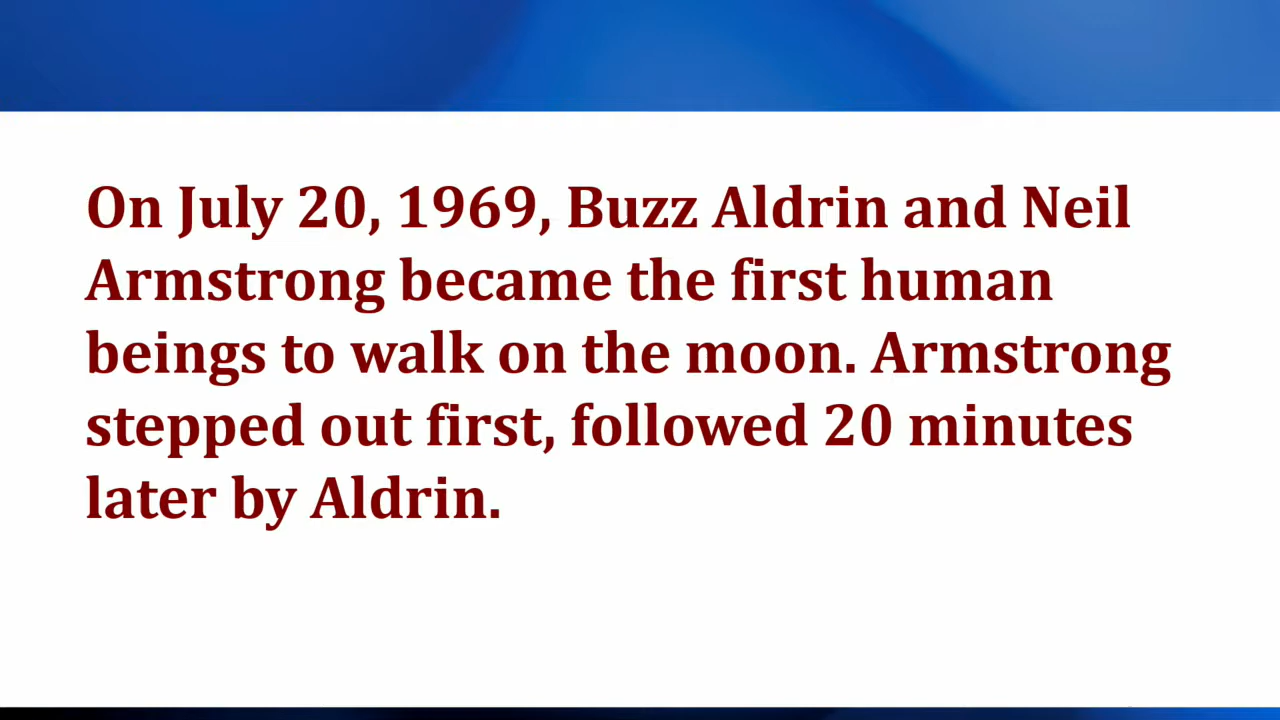 On July 20, 1969, Buzz Aldrin and Neil
Armstrong became the first human
beings to walk on the moon. Armstrong
stepped out first, followed 20 minutes
later by Aldrin.